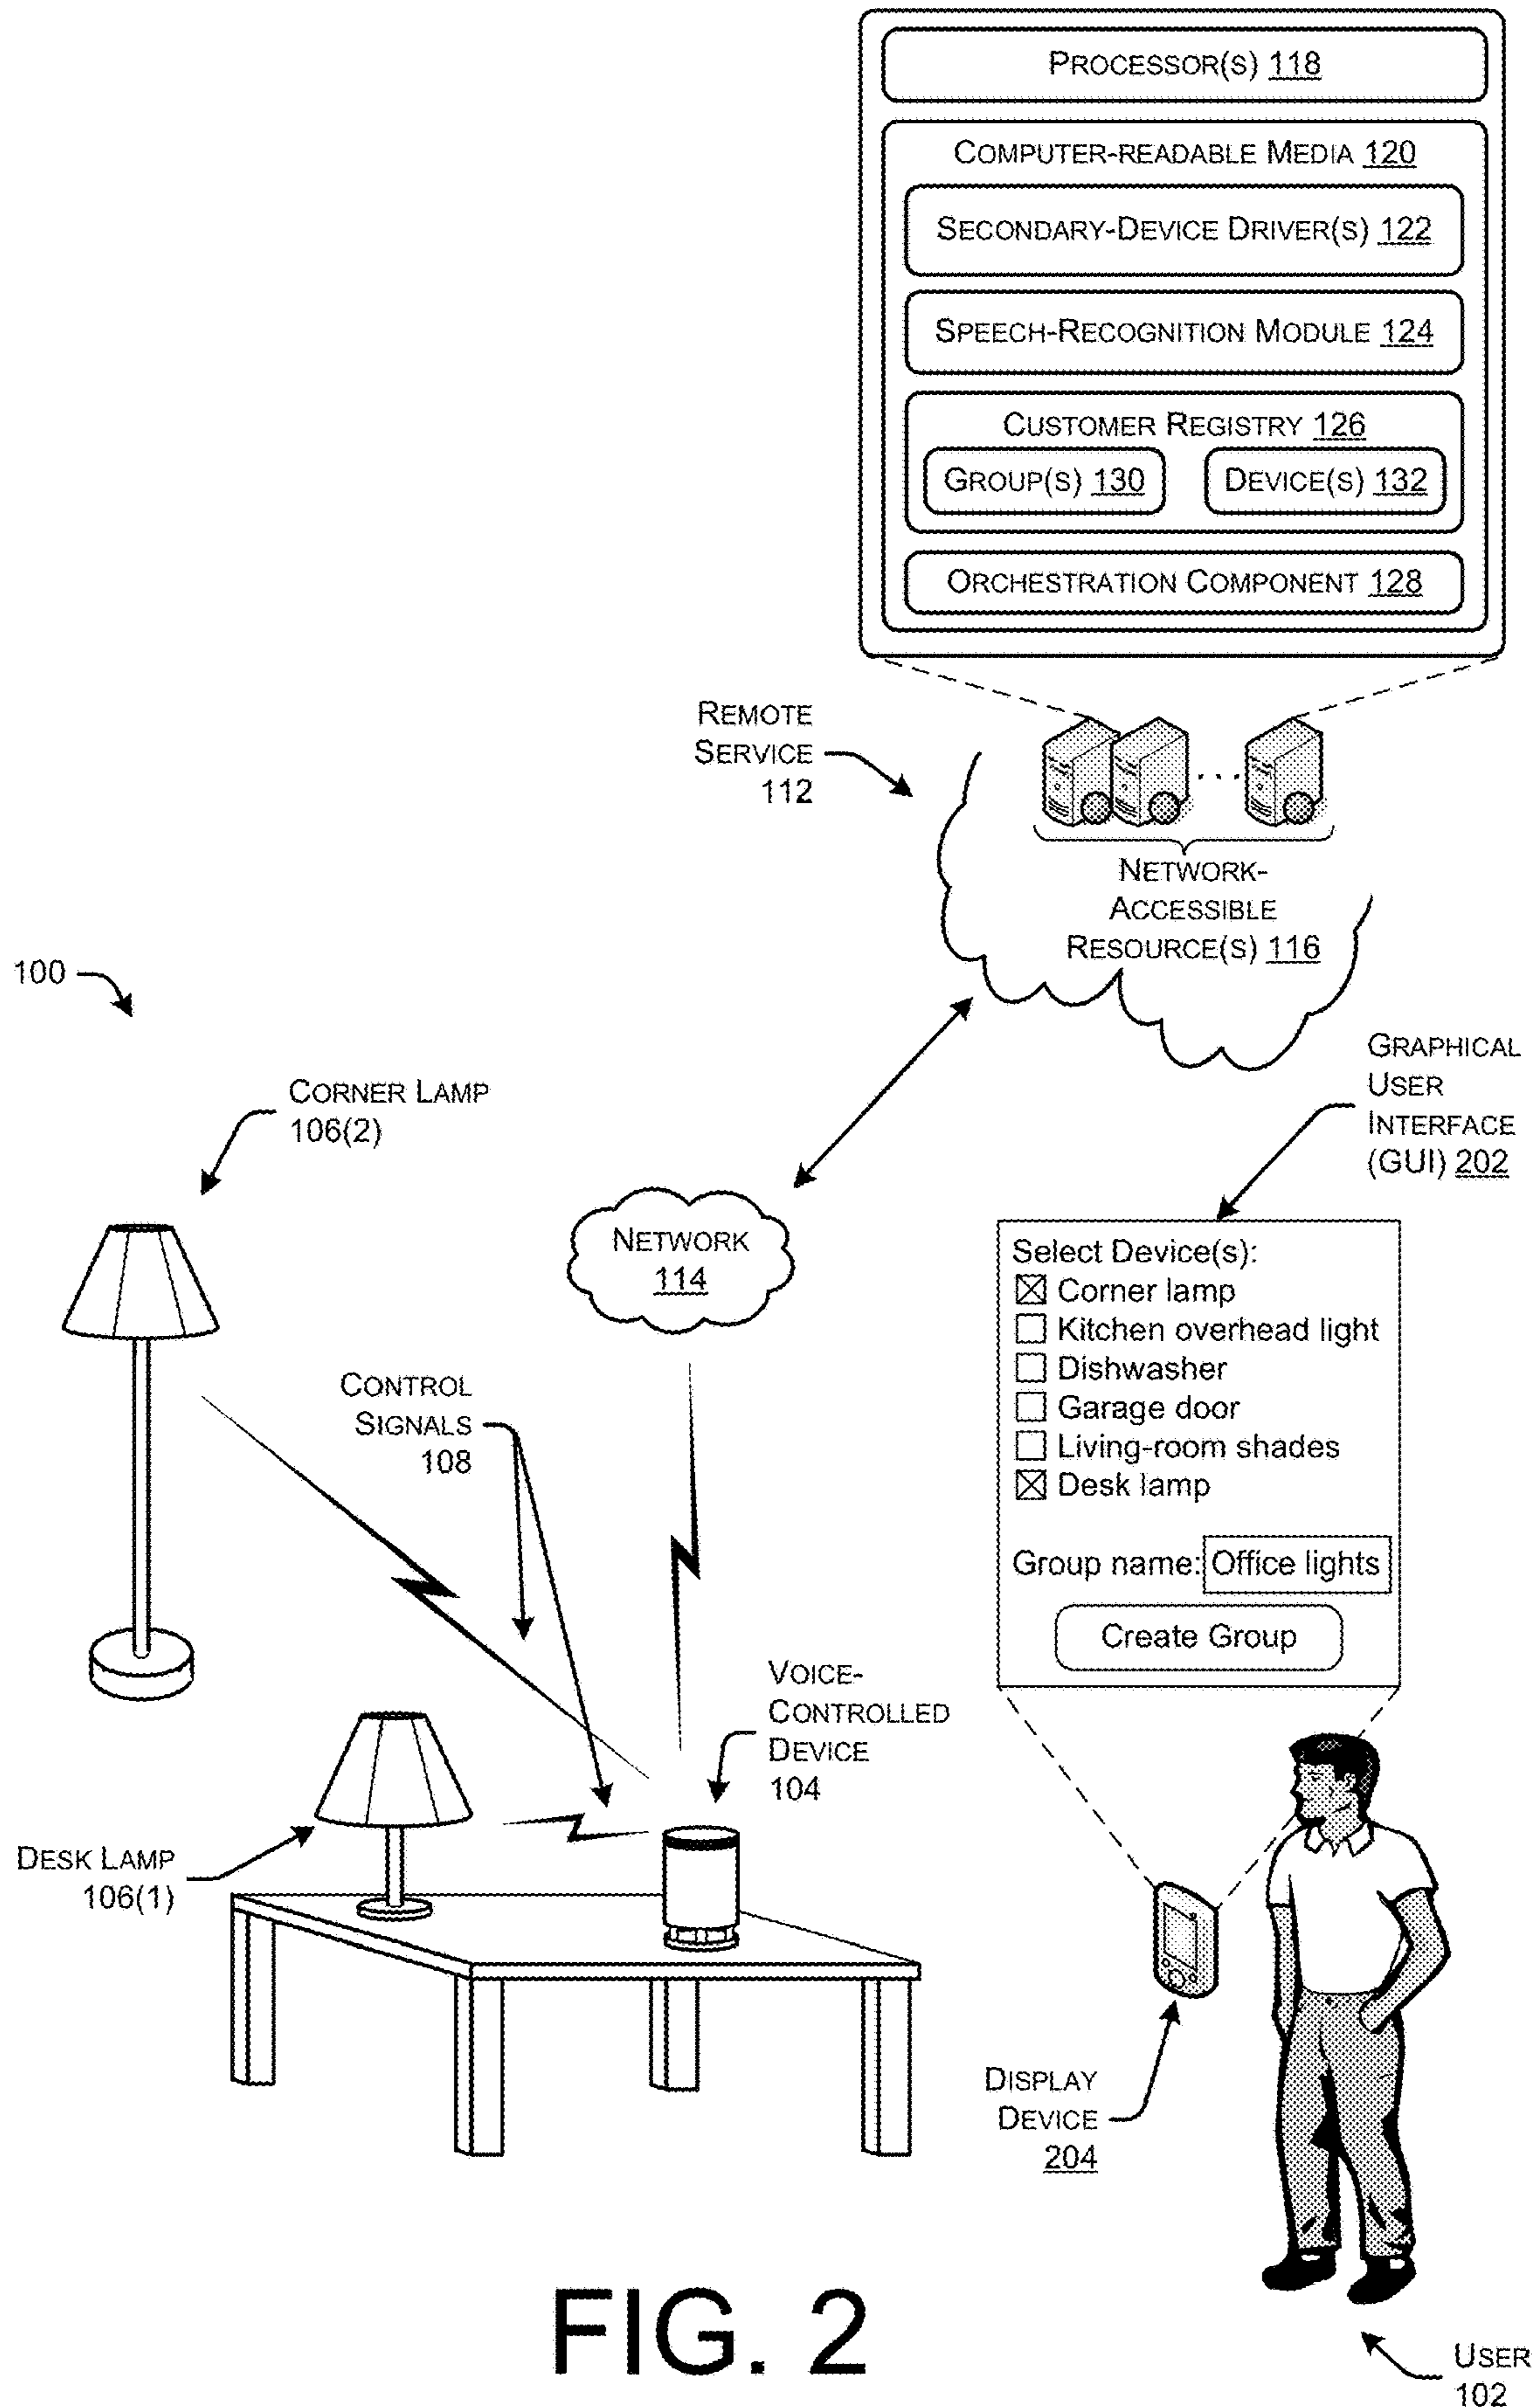 PROCESSOR(S) 118
COMPUTER-READABLE MEDIA 120
SECONDARY-DEVICE DRIVER(S) 122
SPEECH-RECOGNITION MODULE 124
CUSTOMER REGISTRY 126
GROUP(S) 130
DEVICE(S) 132
ORCHESTRATION COMPONENT 128
REMOTE
SERVICE
112
...
NETWORK-
ACCESSIBLE
RESOURCE(S) 116
100
CORNER LAMP
106(2)
GRAPHICAL
USER
INTERFACE
(GUI) 202
NETWORK
114
Select Device(s):
Corner lamp
Kitchen overhead light
Dishwasher
Garage door
Living-room shades
Desk lamp
Group name: Office lights
Create Group
CONTROL
SIGNALS
108
VOICE-
CONTROLLED
DEVICE
104
DESK LAMP
106(1)
DISPLAY
DEVICE
204
USER
102
FIG. 2